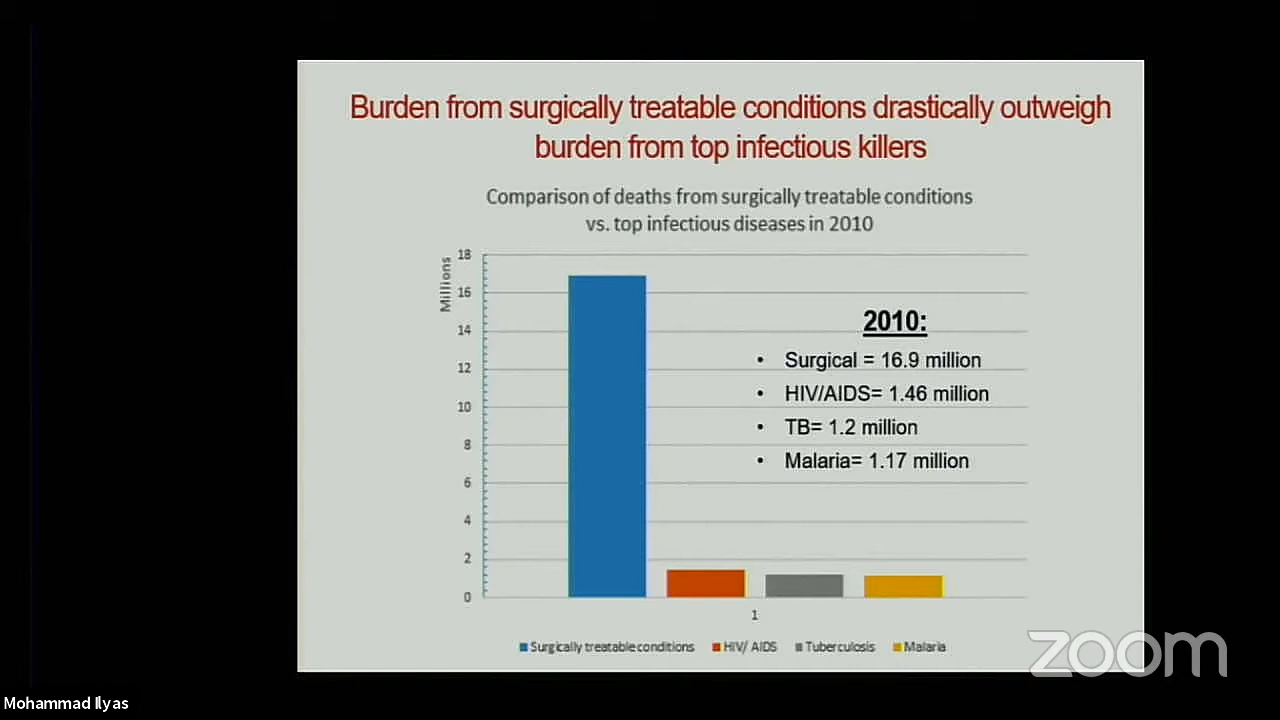 Burden from surgically treatable conditions drastically outweigh
burden from top infectious killers
Comparison of deaths from surgically treatable conditions
vs. top infectious diseases in 2010
Millions
18
16
14
12
10
8
6
4
2
0
2010:
• Surgical = 16.9 million
• HIV/AIDS= 1.46 million
• TB= 1.2 million
• Malaria= 1.17 million
1
Surgically treatable conditions HIV/ AIDS Tuberculosis Malaria
zoom
Mohammad Ilyas